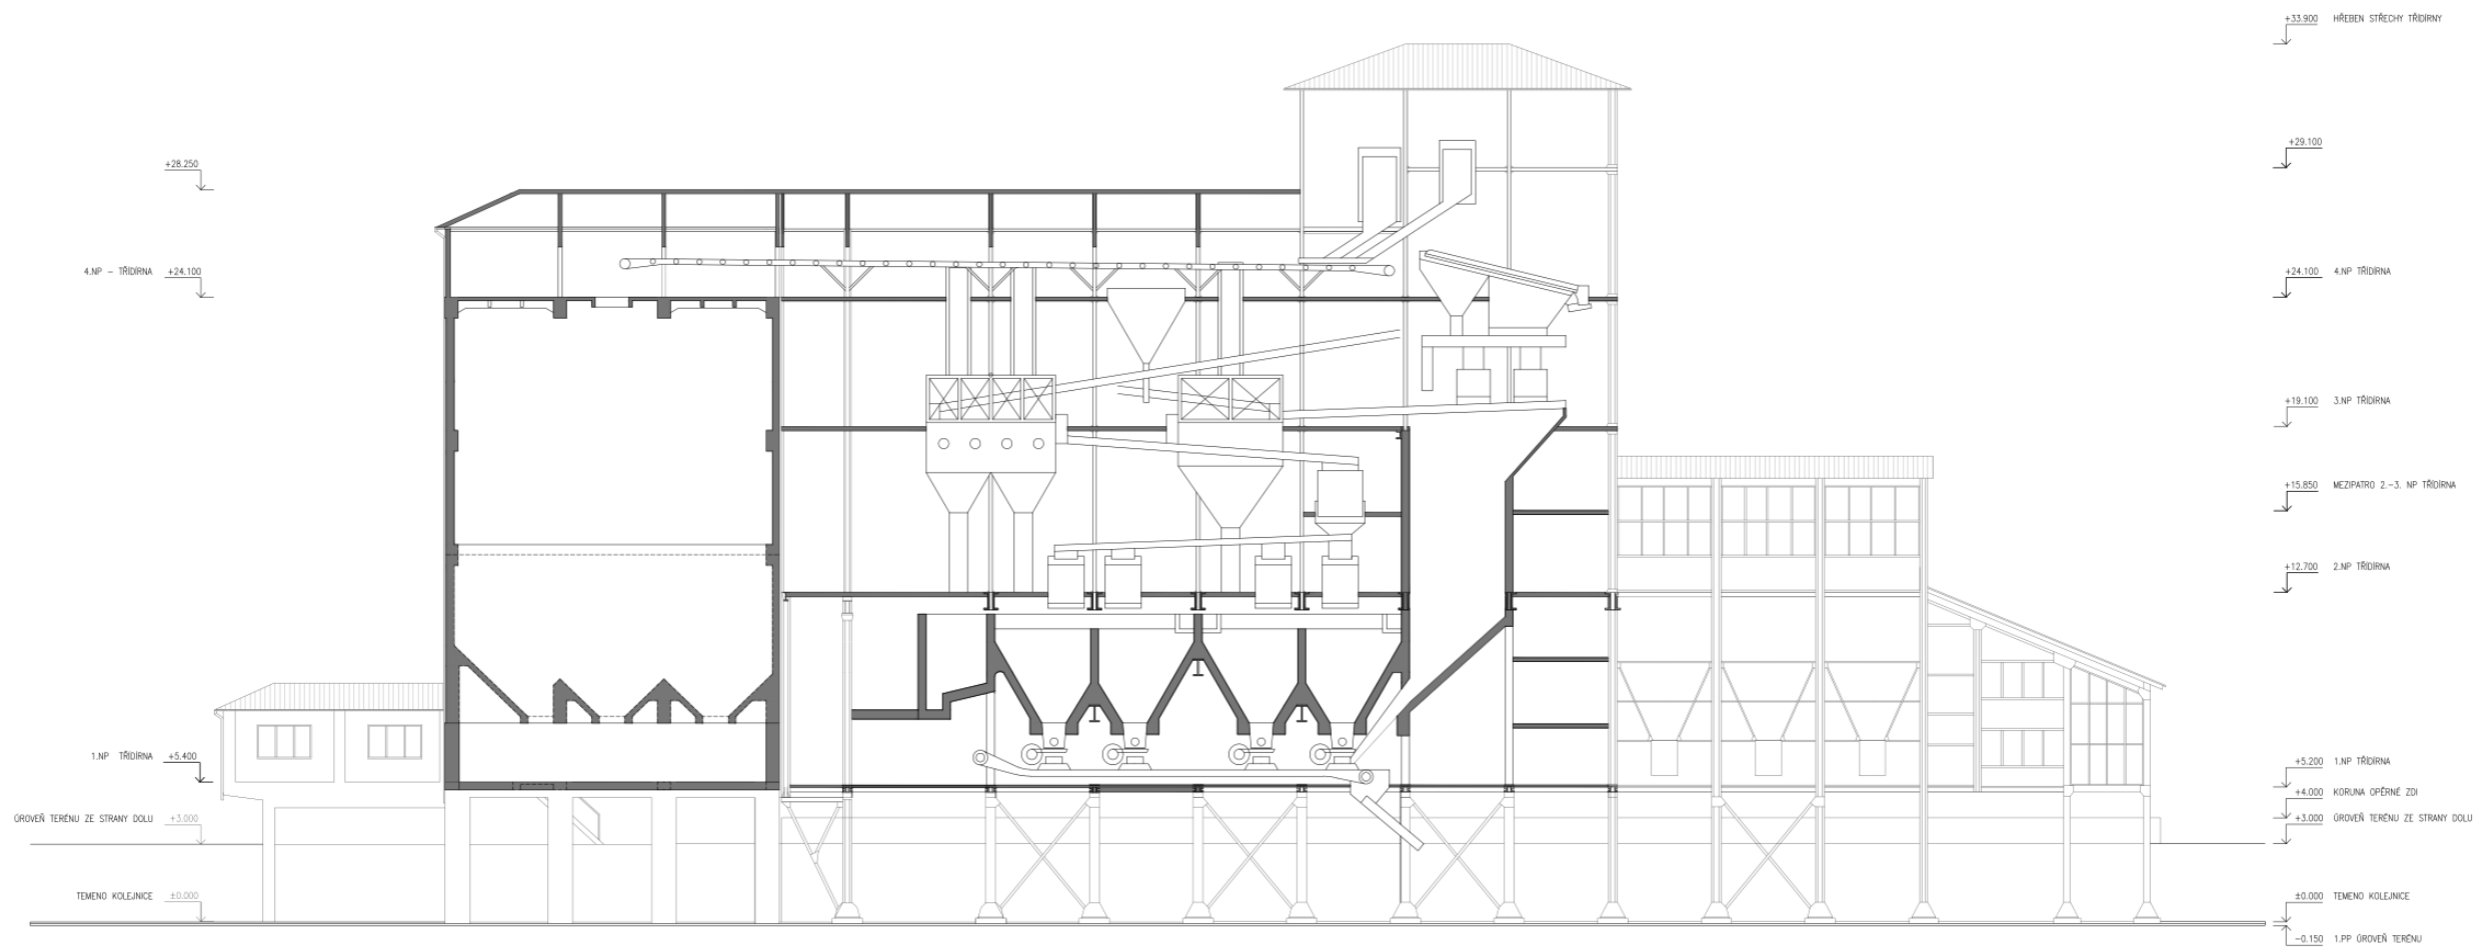 +33.900 HŘEBEN STŘECHY TŘÍDÍRNY
+29.100
+28.250
4.NP – TŘÍDÍRNA +24.100
+24.100 4.NP TŘÍDÍRNA
+19.100 3.NP TŘÍDÍRNA
+15.850 MEZIPATRO 2.–3. NP TŘÍDÍRNA
+12.700 2.NP TŘÍDÍRNA
1.NP TŘÍDÍRNA +5.400
+5.200 1.NP TŘÍDÍRNA
+4.000 KORUNA OPĚRNÉ ZDI
ÚROVEŇ TERÉNU ZE STRANY DOLU +3.000
+3.000 ÚROVEŇ TERÉNU ZE STRANY DOLU
TEMENO KOLEJNICE ±0.000
±0.000 TEMENO KOLEJNICE
–0.150 1.PP ÚROVEŇ TERÉNU